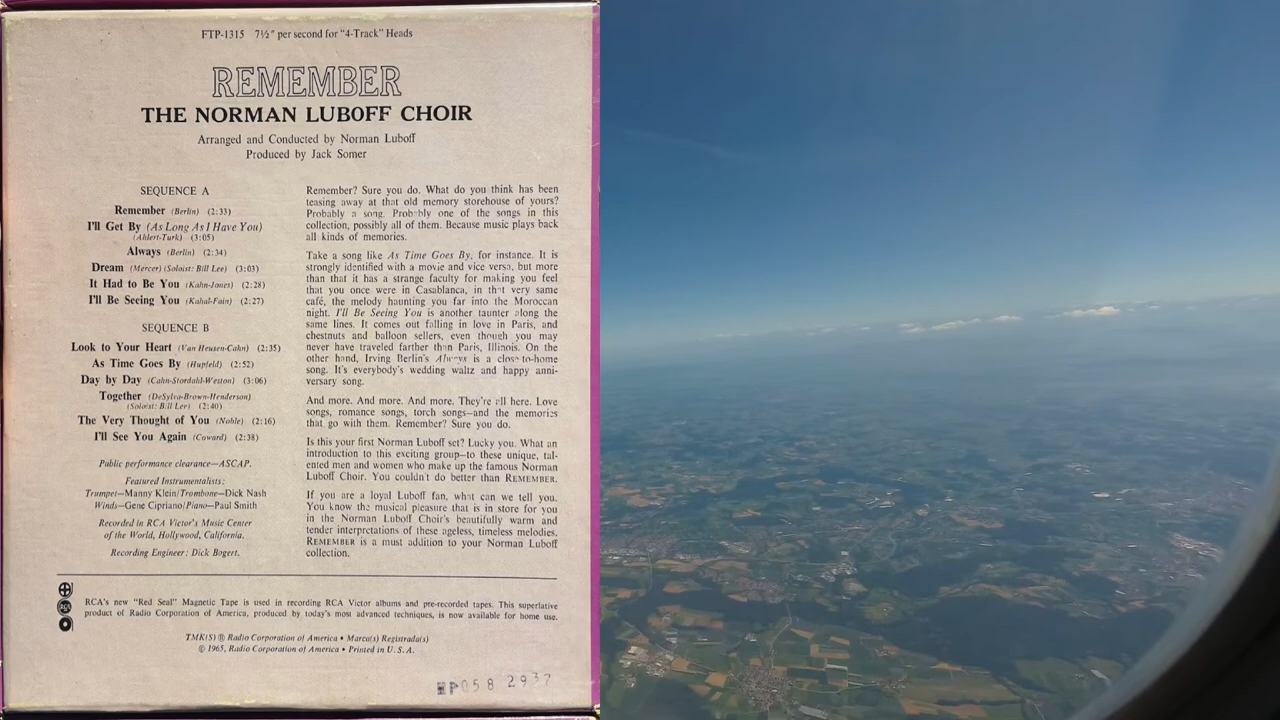 FTP-1315 7½" per second for "4-Track" Heads
REMEMBER
THE NORMAN LUBOFF CHOIR
Arranged and Conducted by Norman Luboff
Produced by Jack Somer
SEQUENCE A
Remember (Berlin) (2:33)
I'll Get By (As Long As I Have You)
(Ahlert-Turk) (3:05)
Always (Berlin) (2:34)
Dream (Mercer) (Soloist: Bill Lee) (3:03)
It Had to Be You (Kahn-Jones) (2:28)
I'll Be Seeing You (Kahal-Fain) (2:27)
SEQUENCE B
Look to Your Heart (Van Heusen-Cahn) (2:35)
As Time Goes By (Hupfeld) (2:52)
Day by Day (Cahn-Stordahl-Weston) (3:06)
Together (DeSylva-Brown-Henderson)
(Soloist: Bill Lee) (2:40)
The Very Thought of You (Noble) (2:16)
I'll See You Again (Coward) (2:38)
Public performance clearance—ASCAP.
Featured Instrumentalists:
Trumpet—Manny Klein/Trombone—Dick Nash
Winds—Gene Cipriano/Piano—Paul Smith
Recorded in RCA Victor's Music Center
of the World, Hollywood, California.
Recording Engineer: Dick Bogert.
Remember? Sure you do. What do you think has been
teasing away at that old memory storehouse of yours?
Probably a song. Probably one of the songs in this
collection, possibly all of them. Because music plays back
all kinds of memories.
Take a song like As Time Goes By, for instance. It is
strongly identified with a movie and vice versa, but more
than that it has a strange faculty for making you feel
that you once were in Casablanca, in that very same
café, the melody haunting you far into the Moroccan
night. I'll Be Seeing You is another taunter along the
same lines. It comes out falling in love in Paris, and
chestnuts and balloon sellers, even though you may
never have traveled farther than Paris, Illinois. On the
other hand, Irving Berlin's Always is a close-to-home
song. It's everybody's wedding waltz and happy anni-
versary song.
And more. And more. And more. They're all here. Love
songs, romance songs, torch songs—and the memories
that go with them. Remember? Sure you do.
Is this your first Norman Luboff set? Lucky you. What an
introduction to this exciting group—to these unique, tal-
ented men and women who make up the famous Norman
Luboff Choir. You couldn't do better than REMEMBER.
If you are a loyal Luboff fan, what can we tell you.
You know the musical pleasure that is in store for you
in the Norman Luboff Choir's beautifully warm and
tender interpretations of these ageless, timeless melodies.
REMEMBER is a must addition to your Norman Luboff
collection.
RCA
RCA's new "Red Seal" Magnetic Tape is used in recording RCA Victor albums and pre-recorded tapes. This superlative
product of Radio Corporation of America, produced by today's most advanced techniques, is now available for home use.
TMK(S) ® Radio Corporation of America • Marca(s) Registrada(s)
© 1965, Radio Corporation of America • Printed in U.S.A.
P058 2937